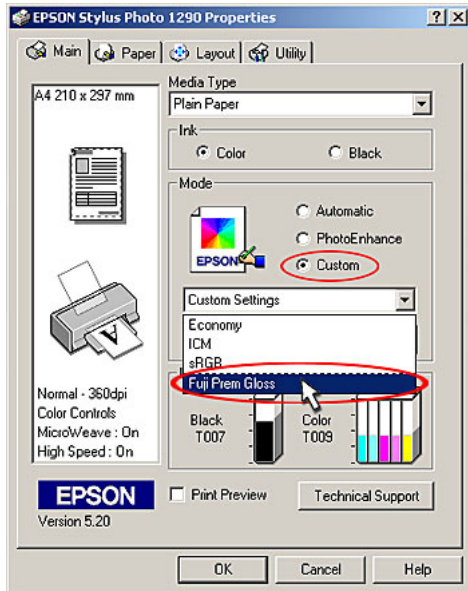 EPSON Stylus Photo 1290 Properties
Main Paper Layout Utility
A4 210 x 297 mm
Media Type
Plain Paper
Ink
Color Black
Mode
EPSON
Automatic
PhotoEnhance
Custom
Custom Settings
Economy
ICM
sRGB
Fuji Prem Gloss
A
Normal - 360dpi
Color Controls
MicroWeave : On
High Speed : On
Black
T007
Color
T009
EPSON
Version 5.20
Print Preview
Technical Support
OK Cancel Help